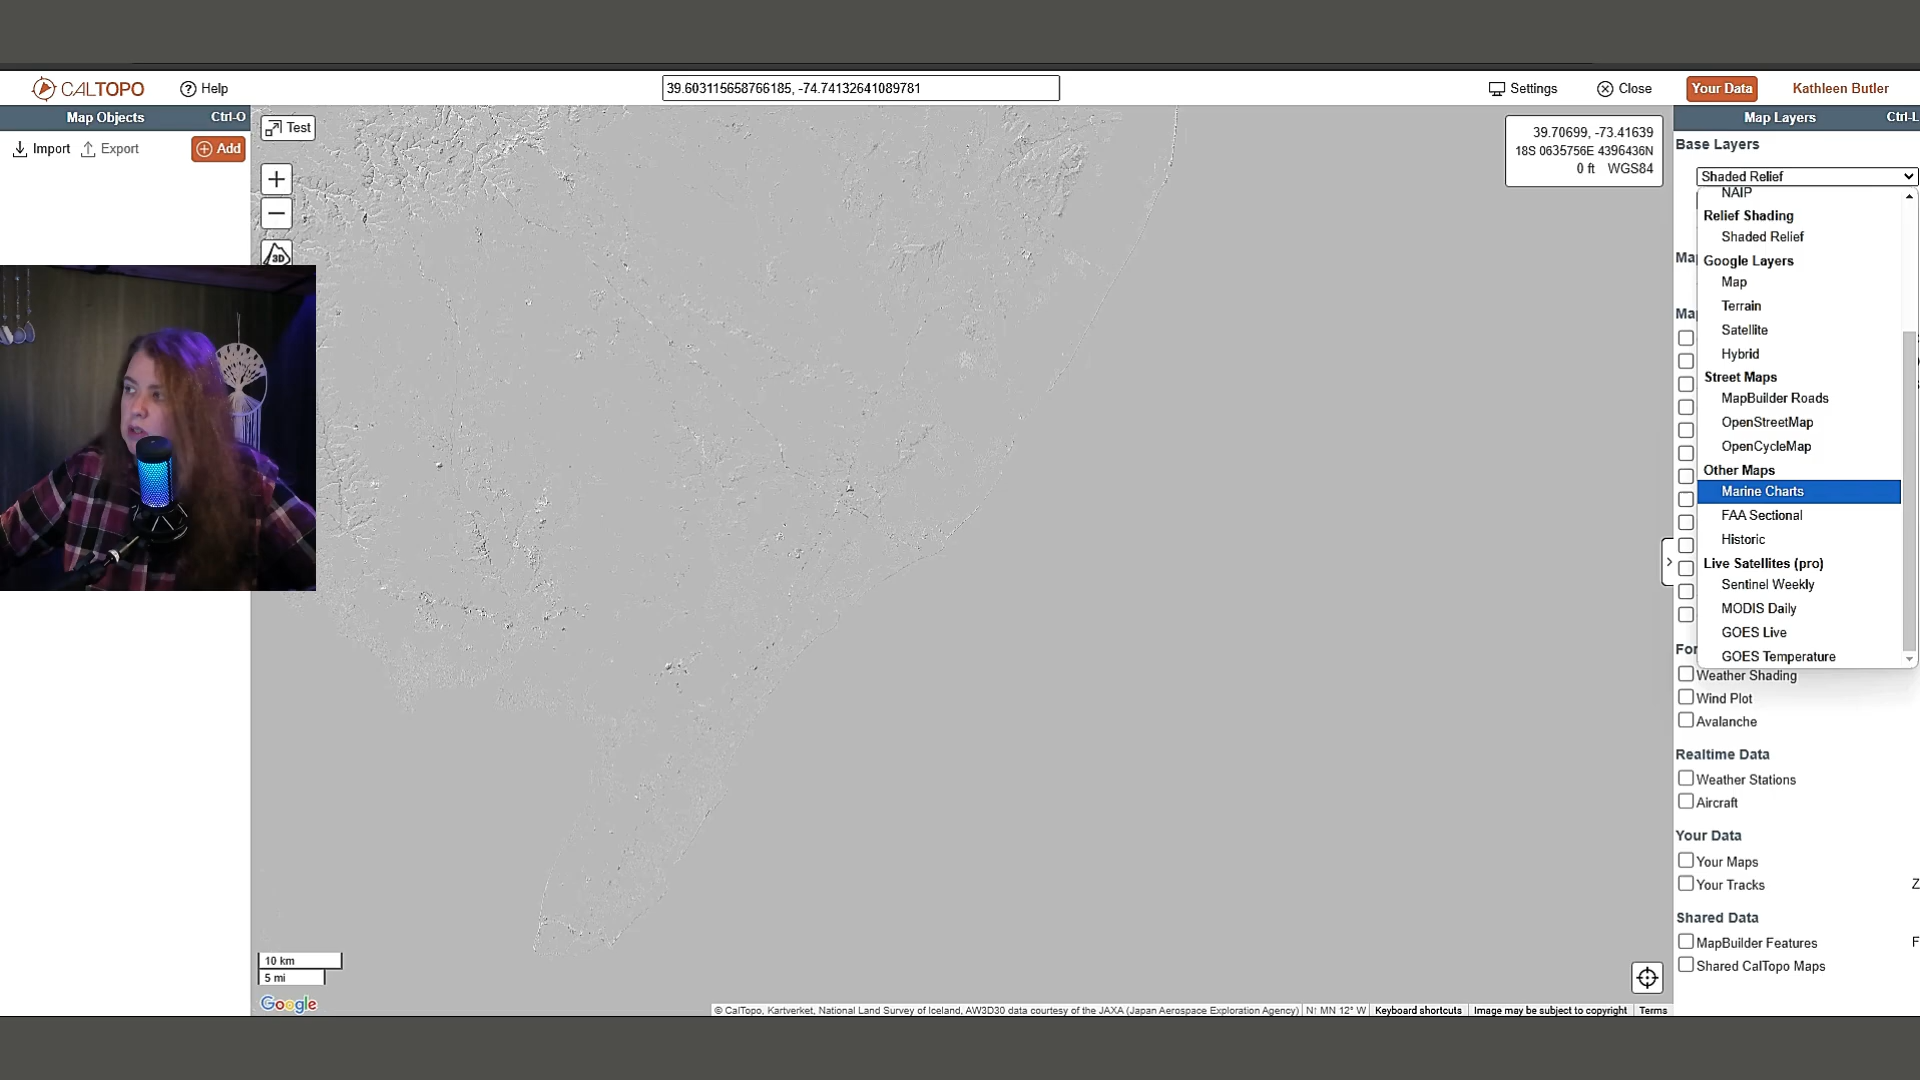 CALTOPO
Help
39.603115658766185, -74.74132641089781
Settings
Close
Your Data
Kathleen Butler
Map Objects
Ctrl-O
Import
Export
Add
Test
+
−
3D
39.70699, -73.41639
18S 0635756E 4396436N
0 ft WGS84
Map Layers
Ctrl-L
Base Layers
Shaded Relief
NAIP
Relief Shading
Shaded Relief
Google Layers
Map
Terrain
Satellite
Hybrid
Street Maps
MapBuilder Roads
OpenStreetMap
OpenCycleMap
Other Maps
Marine Charts
FAA Sectional
Historic
Live Satellites (pro)
Sentinel Weekly
MODIS Daily
GOES Live
GOES Temperature
Ma
Ma
For
Weather Shading
Wind Plot
Avalanche
Realtime Data
Weather Stations
Aircraft
Your Data
Your Maps
Your Tracks
Z
Shared Data
MapBuilder Features
F
Shared CalTopo Maps
10 km
5 mi
Google
© CalTopo, Kartverket, National Land Survey of Iceland, AW3D30 data courtesy of the JAXA (Japan Aerospace Exploration Agency)
N↑ MN 12° W
Keyboard shortcuts
Image may be subject to copyright
Terms